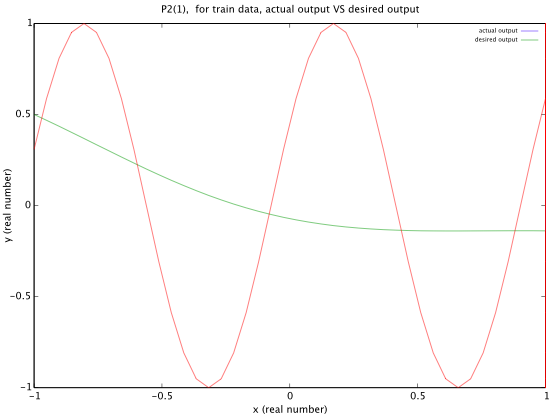 P2(1),  for train data, actual output VS desired output
actual output
desired output
1
0.5
0
-0.5
-1
y (real number)
-1
-0.5
0
0.5
1
x (real number)